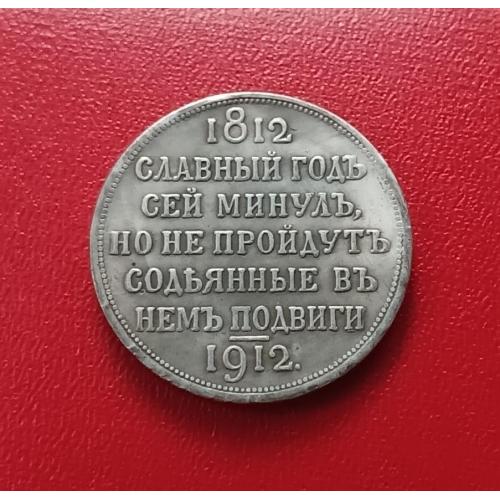 1812
СЛАВНЫЙ ГОДЪ
СЕЙ МИНУЛЪ,
НО НЕ ПРОЙДУТЪ
СОДѢЯННЫЕ ВЪ
НЕМЪ ПОДВИГИ
1912.